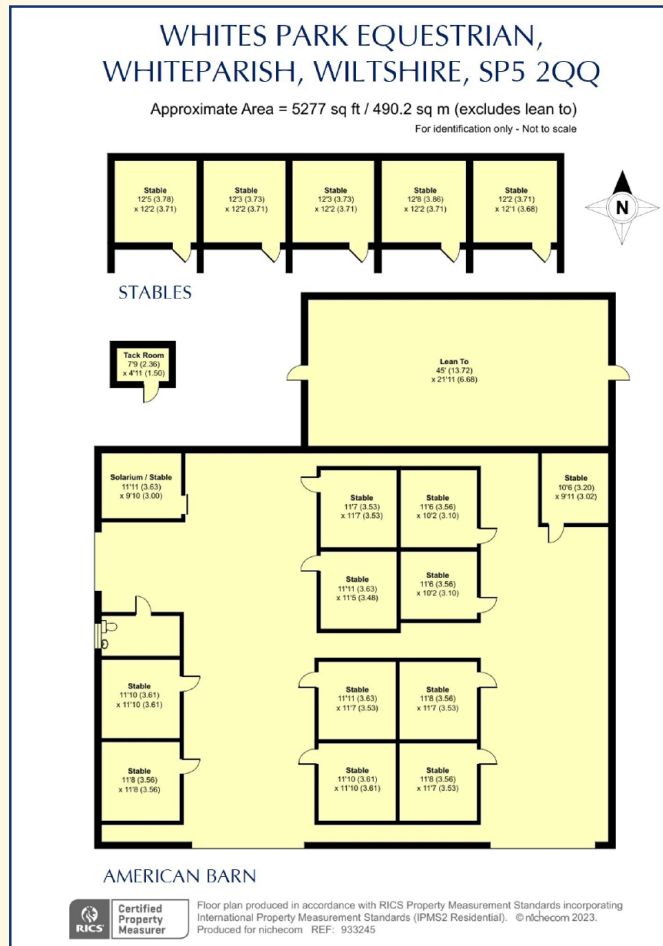 WHITES PARK EQUESTRIAN,
WHITEPARISH, WILTSHIRE, SP5 2QQ
Approximate Area = 5277 sq ft / 490.2 sq m (excludes lean to)
For identification only - Not to scale
Stable
12'5 (3.78)
x 12'2 (3.71)
Stable
12'3 (3.73)
x 12'2 (3.71)
Stable
12'3 (3.73)
x 12'2 (3.71)
Stable
12'8 (3.86)
x 12'2 (3.71)
Stable
12'2 (3.71)
x 12'1 (3.68)
N
STABLES
Tack Room
7'9 (2.36)
x 4'11 (1.50)
Lean To
45' (13.72)
x 21'11 (6.68)
Solarium / Stable
11'11 (3.63)
x 9'10 (3.00)
Stable
11'7 (3.53)
x 11'7 (3.53)
Stable
11'6 (3.56)
x 10'2 (3.10)
Stable
10'6 (3.20)
x 9'11 (3.02)
Stable
11'11 (3.63)
x 11'5 (3.48)
Stable
11'6 (3.56)
x 10'2 (3.10)
Stable
11'10 (3.61)
x 11'10 (3.61)
Stable
11'11 (3.63)
x 11'7 (3.53)
Stable
11'8 (3.56)
x 11'7 (3.53)
Stable
11'8 (3.56)
x 11'8 (3.56)
Stable
11'10 (3.61)
x 11'10 (3.61)
Stable
11'8 (3.56)
x 11'7 (3.53)
AMERICAN BARN
RICS
Certified
Property
Measurer
Floor plan produced in accordance with RICS Property Measurement Standards incorporating
International Property Measurement Standards (IPMS2 Residential). © nichecom 2023.
Produced for nichecom REF: 933245